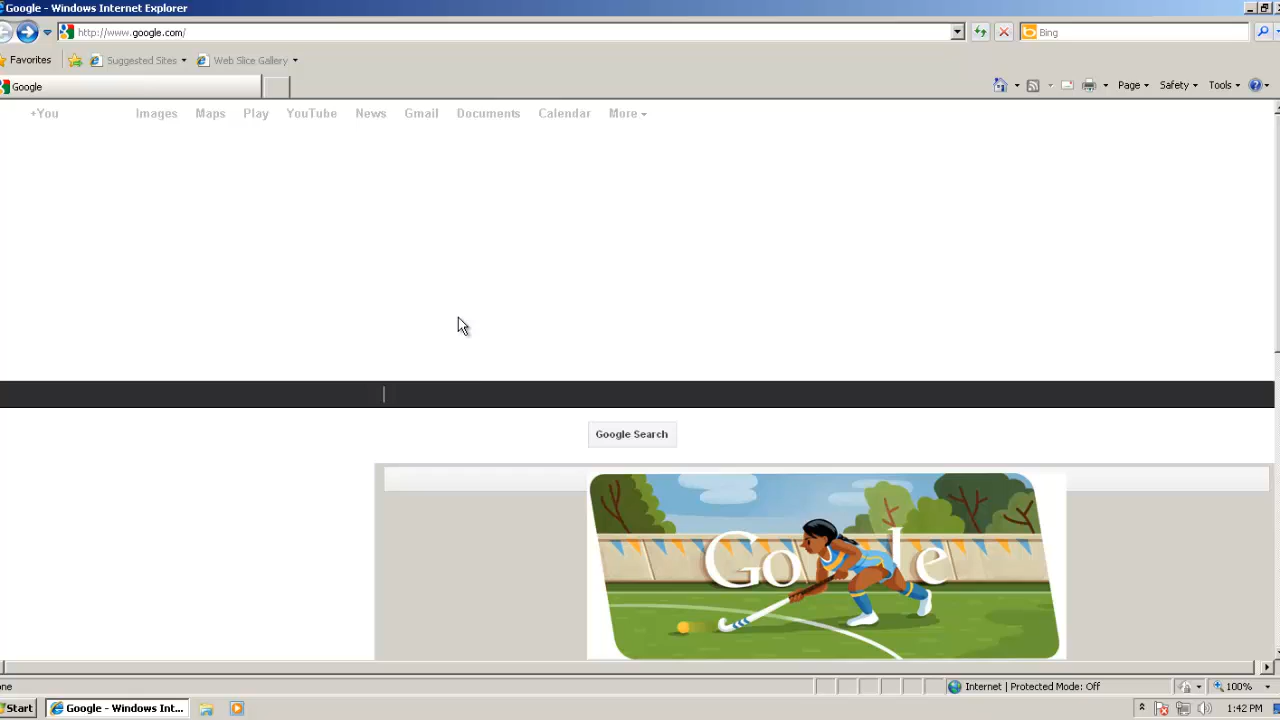 Google - Windows Internet Explorer
http://www.google.com/
Bing
Favorites Suggested Sites Web Slice Gallery
Google
Page Safety Tools
+You Images Maps Play YouTube News Gmail Documents Calendar More
Google Search
Google
one Internet | Protected Mode: Off 100%
Start Google - Windows Int... 1:42 PM